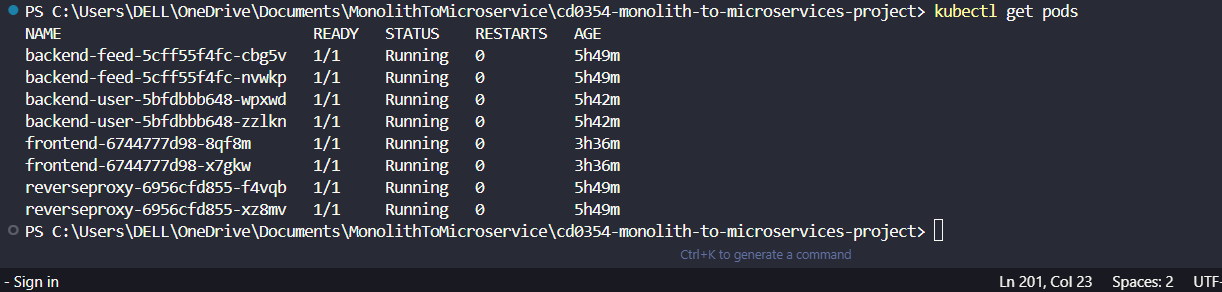 PS C:\Users\DELL\OneDrive\Documents\MonolithToMicroservice\cd0354-monolith-to-microservices-project> kubectl get pods
NAME READY STATUS RESTARTS AGE
backend-feed-5cff55f4fc-cbg5v 1/1 Running 0 5h49m
backend-feed-5cff55f4fc-nvwkp 1/1 Running 0 5h49m
backend-user-5bfdbbb648-wpxwd 1/1 Running 0 5h42m
backend-user-5bfdbbb648-zzlkn 1/1 Running 0 5h42m
frontend-6744777d98-8qf8m 1/1 Running 0 3h36m
frontend-6744777d98-x7gkw 1/1 Running 0 3h36m
reverseproxy-6956cfd855-f4vqb 1/1 Running 0 5h49m
reverseproxy-6956cfd855-xz8mv 1/1 Running 0 5h49m
PS C:\Users\DELL\OneDrive\Documents\MonolithToMicroservice\cd0354-monolith-to-microservices-project>
Ctrl+K to generate a command
- Sign in Ln 201, Col 23 Spaces: 2 UTF-